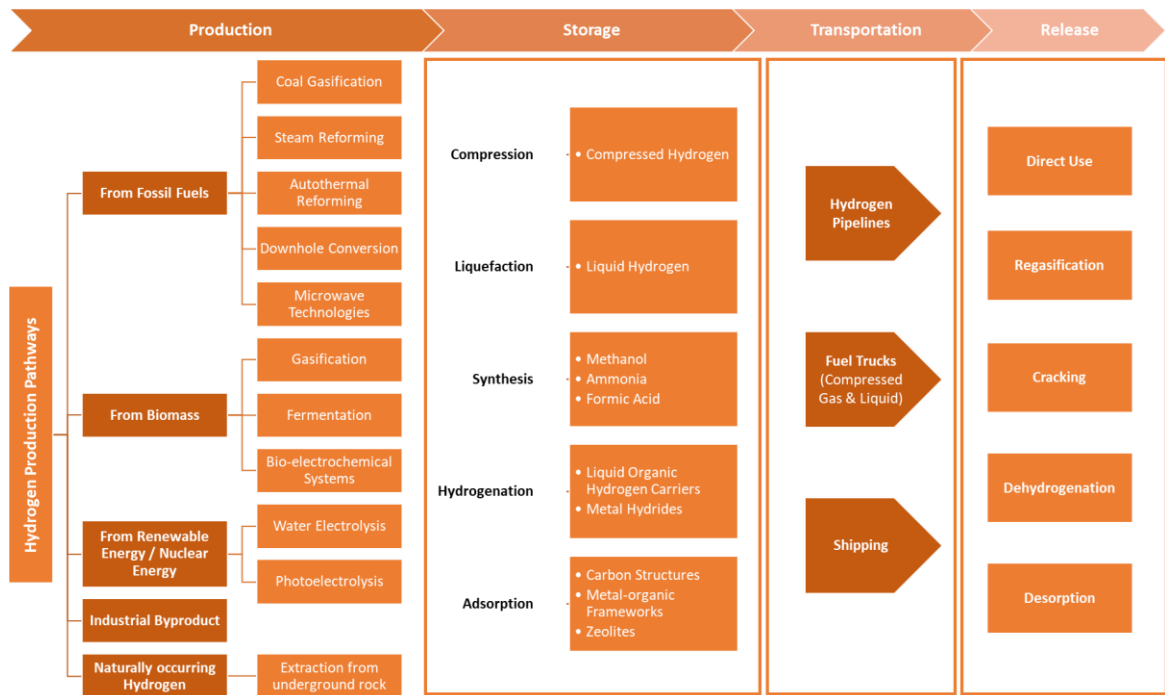 Production
Storage
Transportation
Release
Hydrogen Production Pathways
From Fossil Fuels
Coal Gasification
Steam Reforming
Autothermal
Reforming
Downhole Conversion
Microwave
Technologies
From Biomass
Gasification
Fermentation
Bio-electrochemical
Systems
From Renewable
Energy / Nuclear
Energy
Water Electrolysis
Photoelectrolysis
Industrial Byproduct
Naturally occurring
Hydrogen
Extraction from
underground rock
Compression
• Compressed Hydrogen
Liquefaction
• Liquid Hydrogen
Synthesis
• Methanol
• Ammonia
• Formic Acid
Hydrogenation
• Liquid Organic
Hydrogen Carriers
• Metal Hydrides
Adsorption
• Carbon Structures
• Metal-organic
Frameworks
• Zeolites
Hydrogen
Pipelines
Fuel Trucks
(Compressed
Gas & Liquid)
Shipping
Direct Use
Regasification
Cracking
Dehydrogenation
Desorption